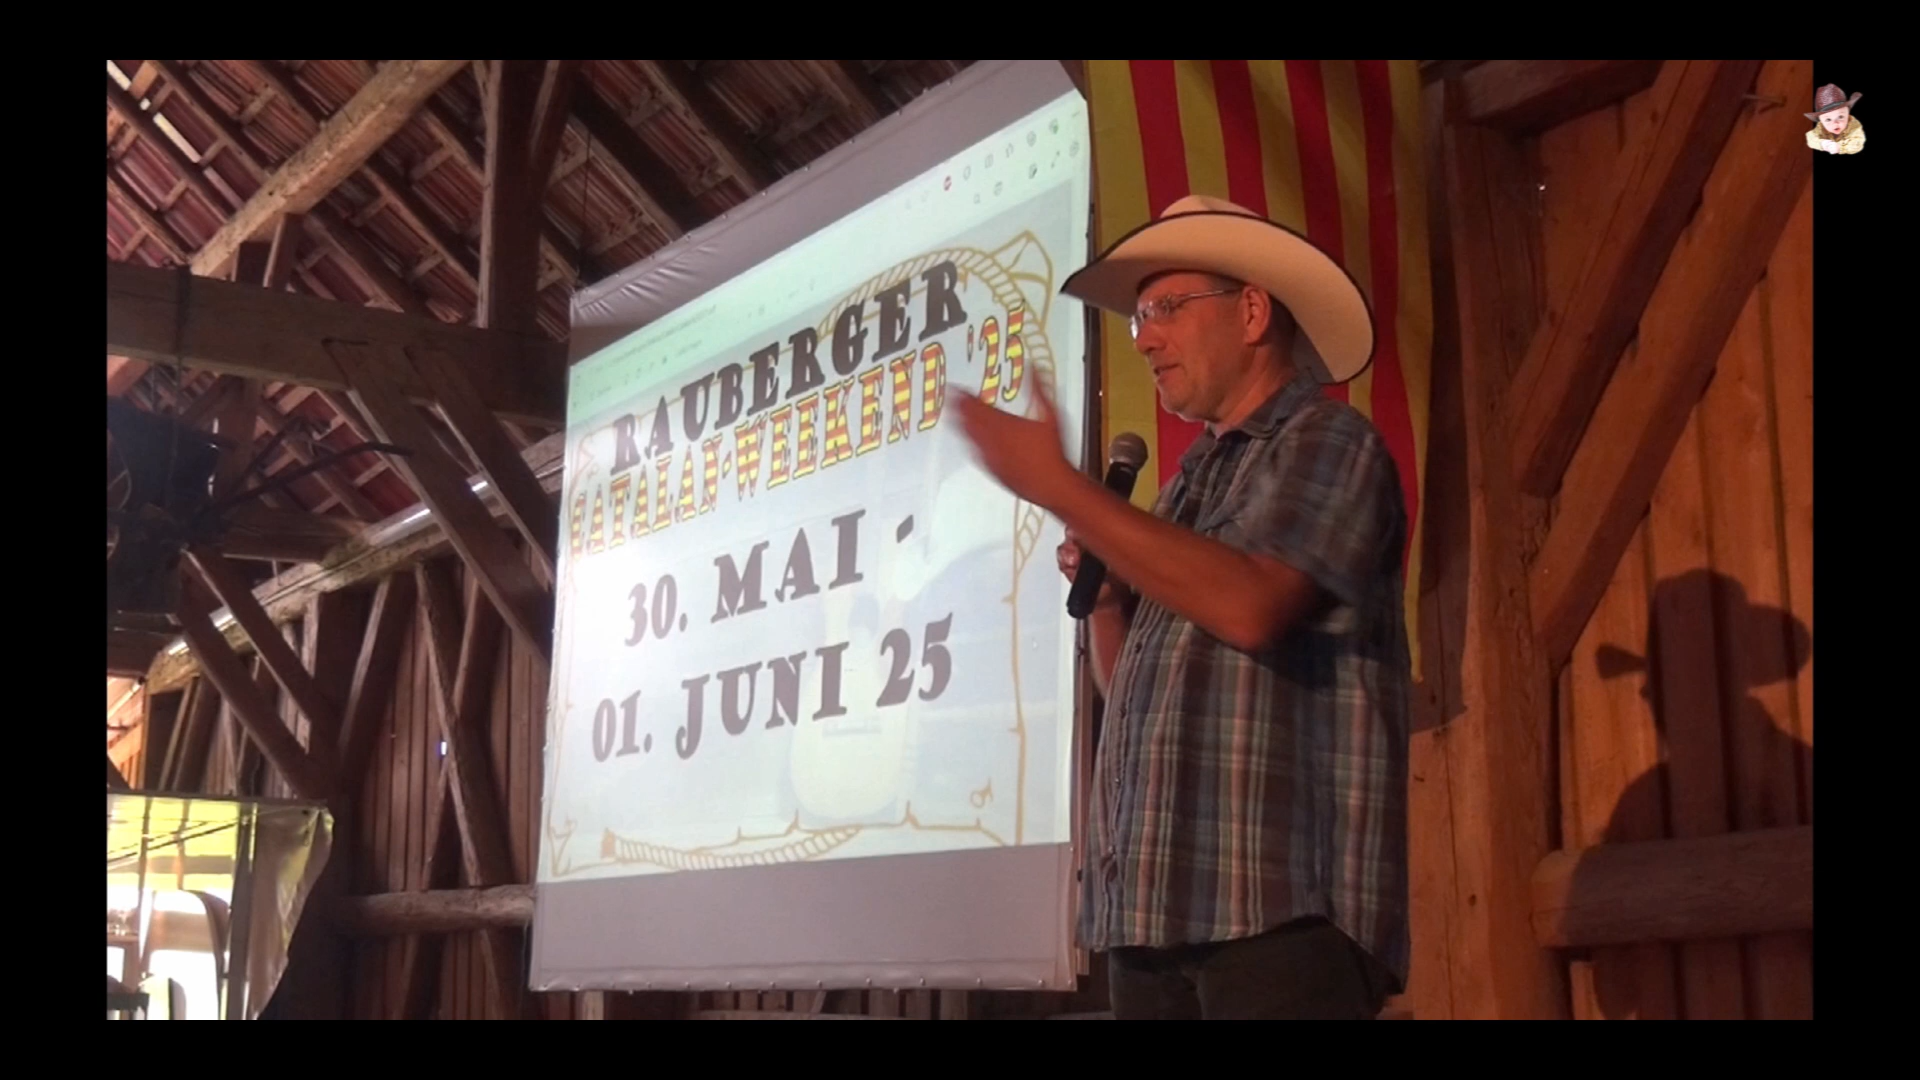 RAUBERGER
CATALAN-WEEKEND '25
30. MAI -
01. JUNI 25